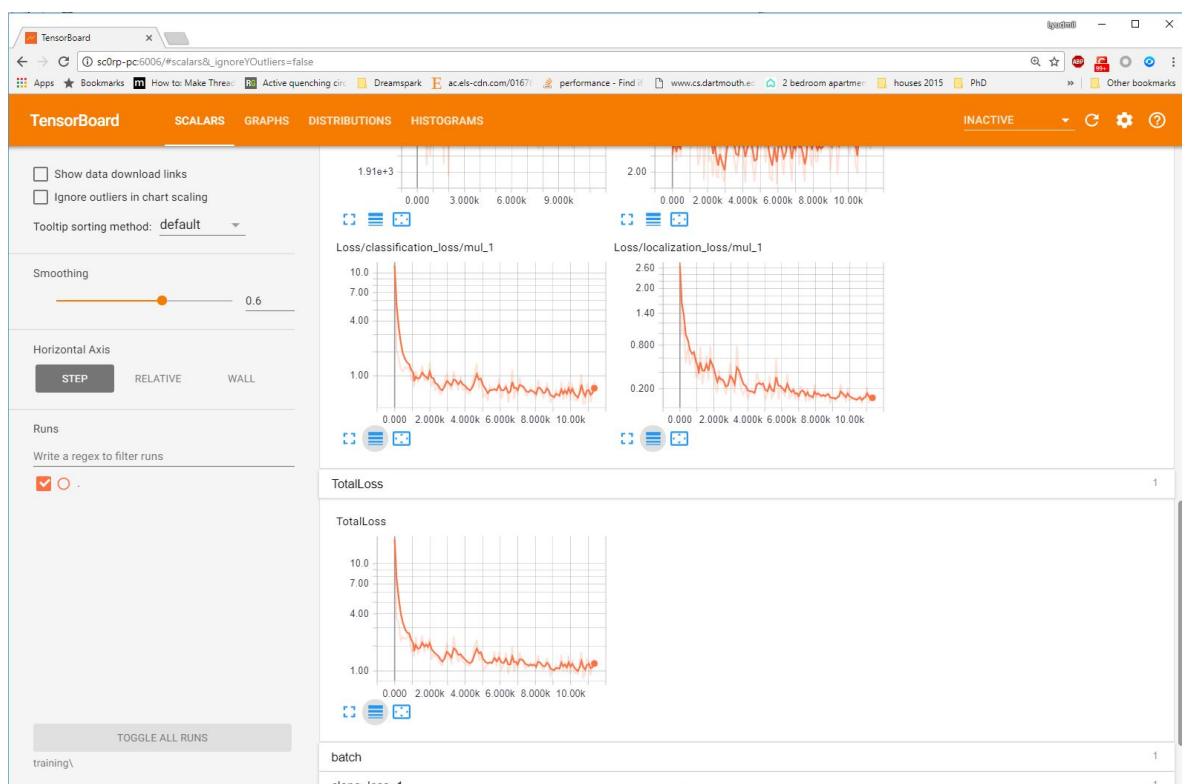 lyudmil
TensorBoard
sc0rp-pc:6006/#scalars&_ignoreYOutliers=false
Apps Bookmarks How to: Make Threa Active quenching circ Dreamspark ac.els-cdn.com/0167 performance - Find if www.cs.dartmouth.ed 2 bedroom apartmen houses 2015 PhD » Other bookmarks
TensorBoard SCALARS GRAPHS DISTRIBUTIONS HISTOGRAMS INACTIVE
Show data download links
Ignore outliers in chart scaling
Tooltip sorting method: default
Smoothing
0.6
Horizontal Axis
STEP RELATIVE WALL
Runs
Write a regex to filter runs
.
TOGGLE ALL RUNS
training\
1.91e+3
0.000 3.000k 6.000k 9.000k
2.00
0.000 2.000k 4.000k 6.000k 8.000k 10.00k
Loss/classification_loss/mul_1
10.0
7.00
4.00
1.00
0.000 2.000k 4.000k 6.000k 8.000k 10.00k
Loss/localization_loss/mul_1
2.60
2.00
1.40
0.800
0.200
0.000 2.000k 4.000k 6.000k 8.000k 10.00k
TotalLoss 1
TotalLoss
10.0
7.00
4.00
1.00
0.000 2.000k 4.000k 6.000k 8.000k 10.00k
batch 1